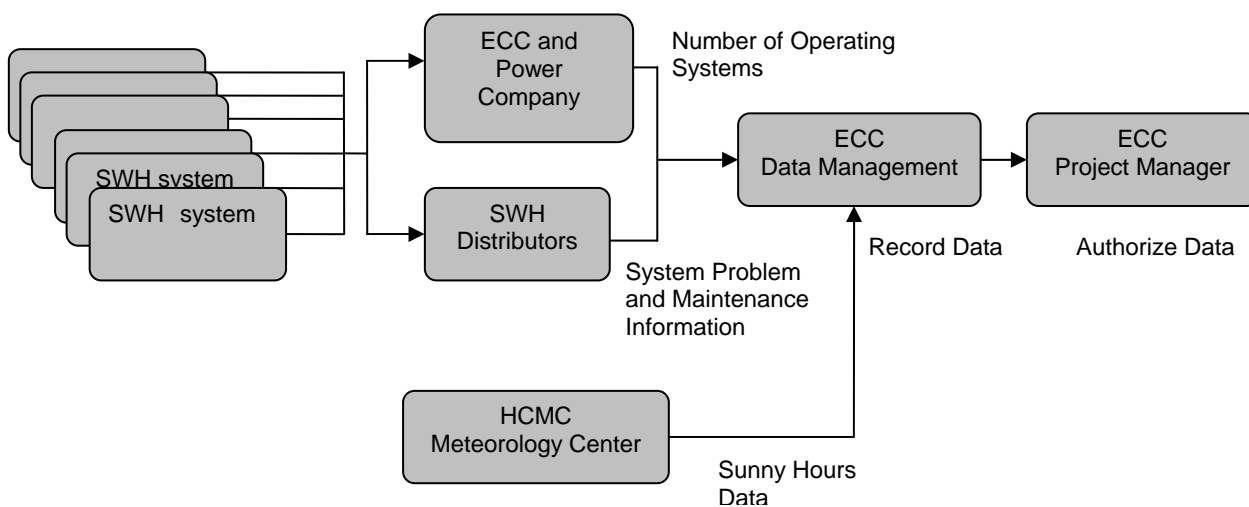 ECC and
Power
Company
Number of Operating
Systems
SWH system
SWH system
ECC
Data Management
ECC
Project Manager
SWH
Distributors
Record Data
Authorize Data
System Problem
and Maintenance
Information
HCMC
Meteorology Center
Sunny Hours
Data